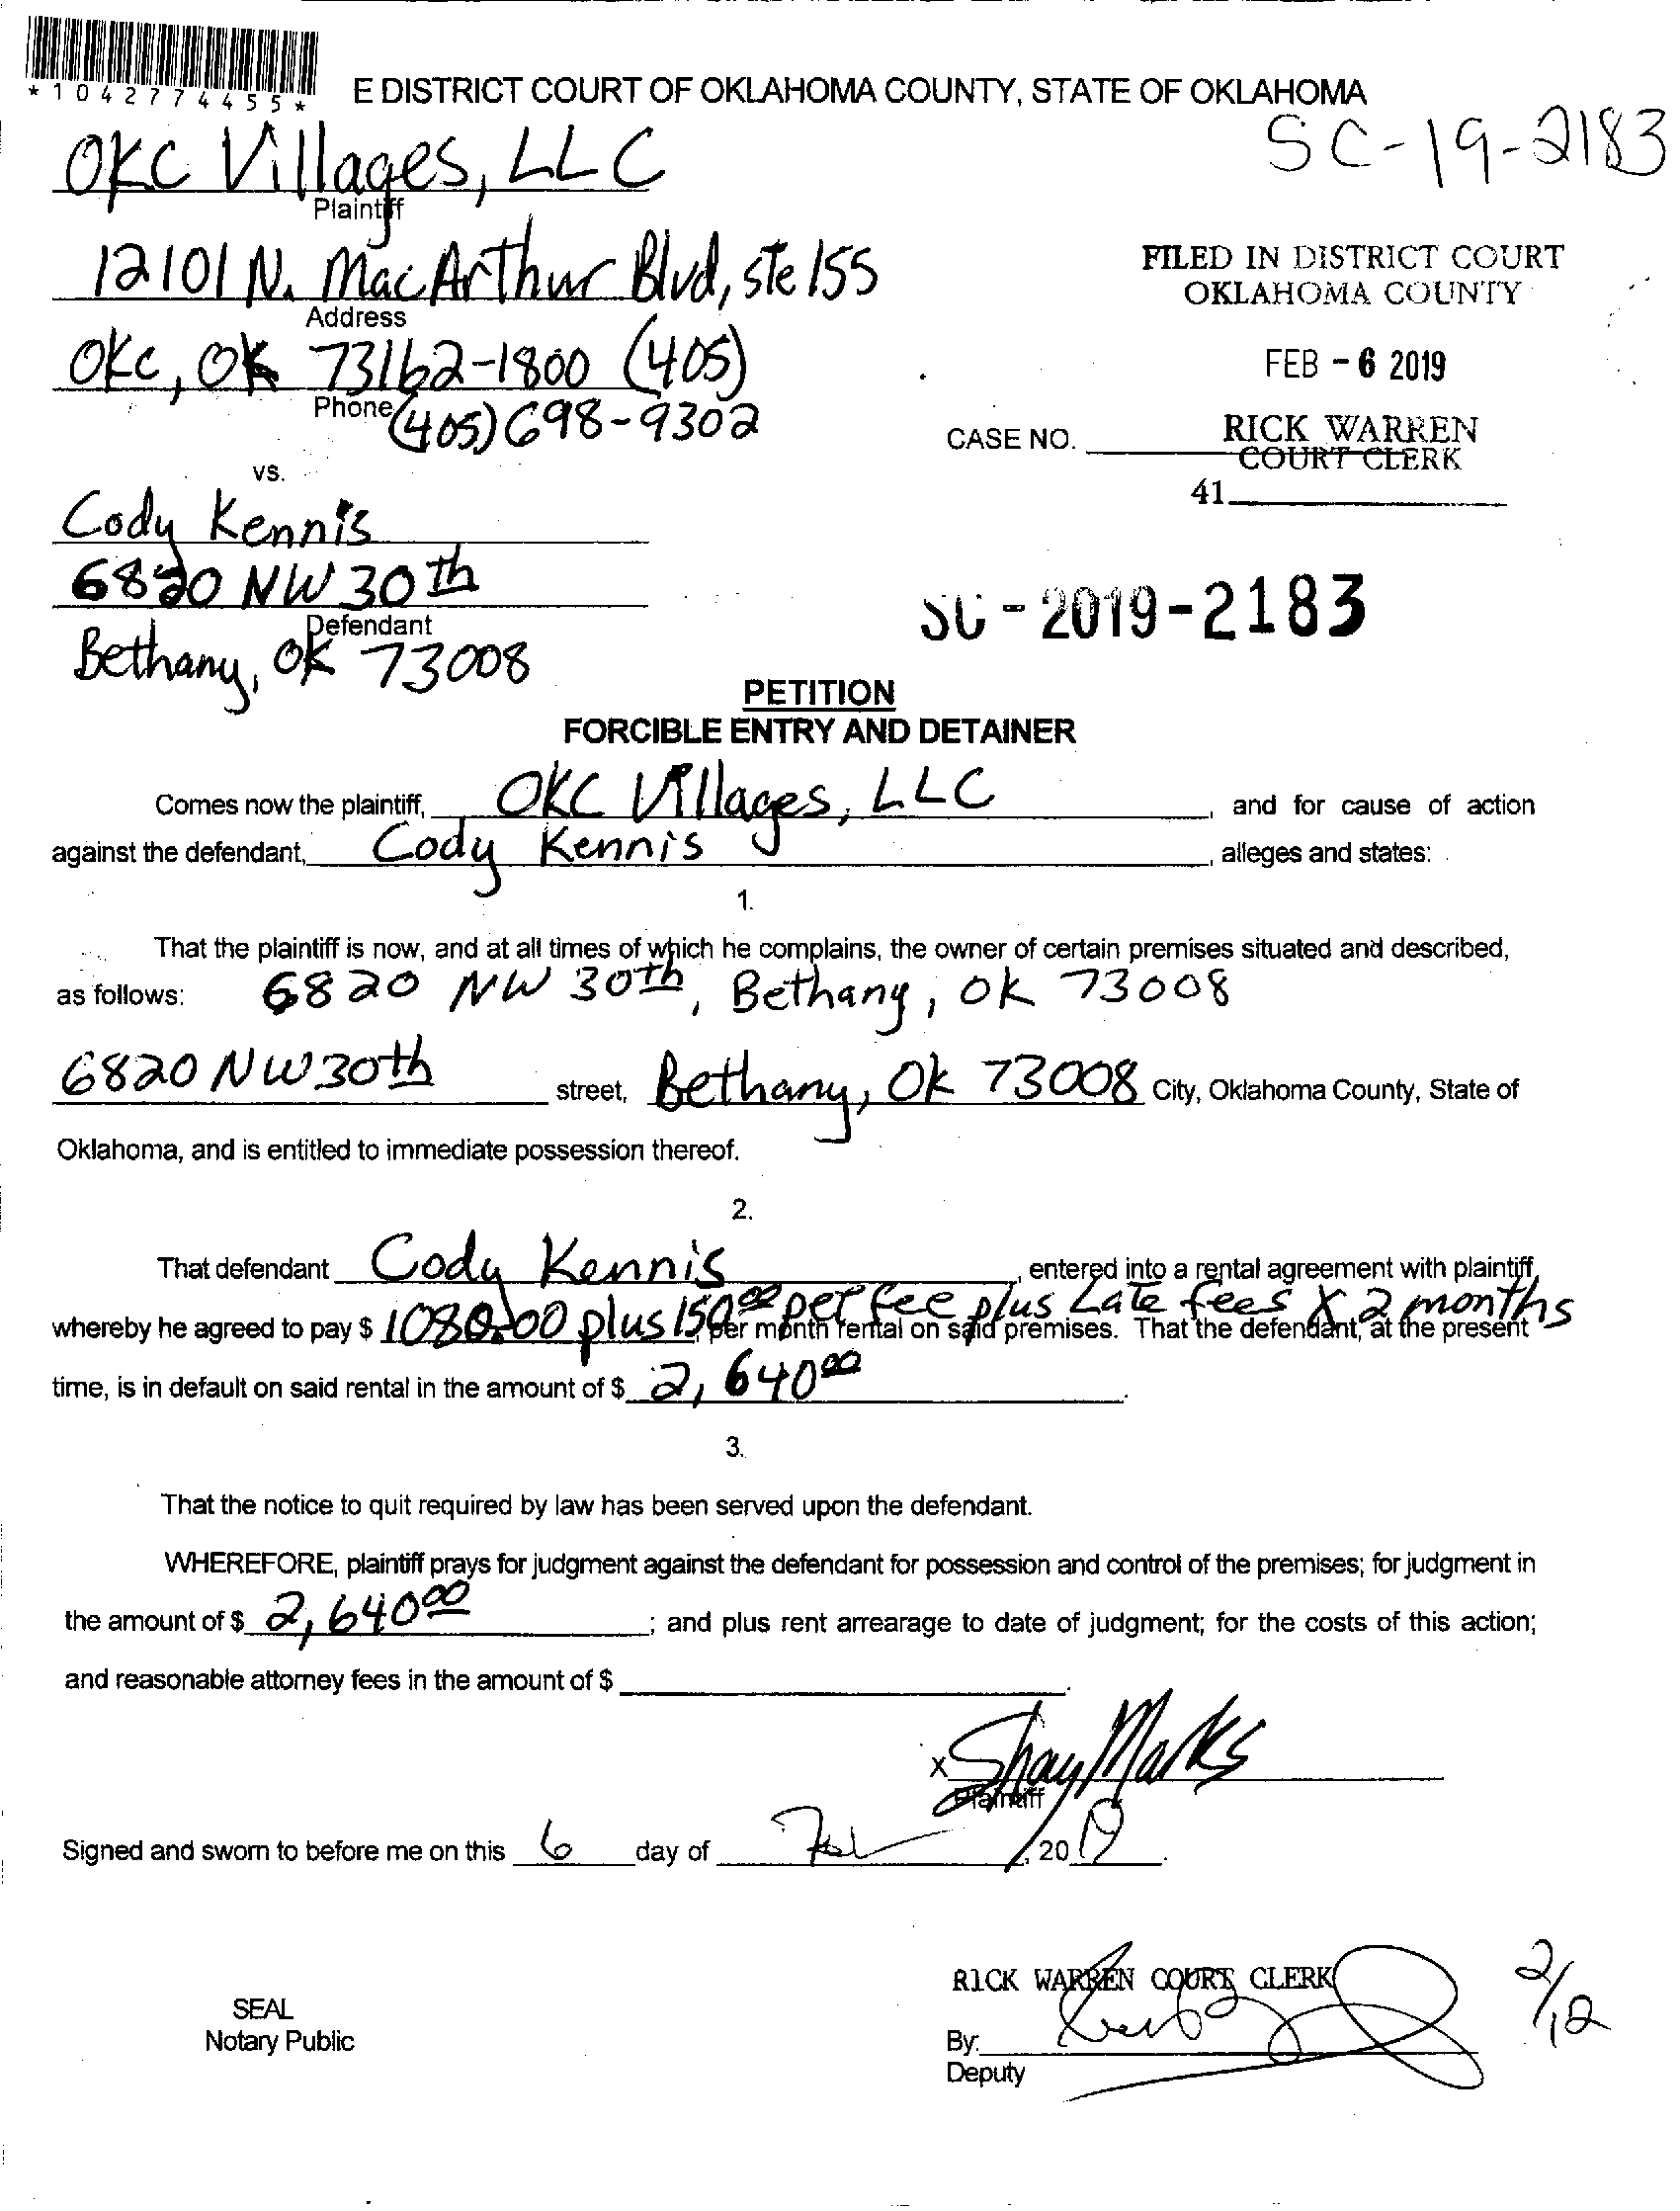 *1042774455*
E DISTRICT COURT OF OKLAHOMA COUNTY, STATE OF OKLAHOMA
SC-19-2183
OKC Villages, LLC
Plaintiff
12101 N. MacArthur Blvd, ste 155
Address
OKC, OK 73162-1800 (405)
Phone (405) 698-9302
FILED IN DISTRICT COURT
OKLAHOMA COUNTY
FEB - 6 2019
RICK WARREN
COURT CLERK
41
CASE NO.
vs.
Cody Kennis
6820 NW 30th
Defendant
Bethany, OK 73008
SC - 2019 - 2183
PETITION
FORCIBLE ENTRY AND DETAINER
Comes now the plaintiff, OKC Villages, LLC, and for cause of action
against the defendant, Cody Kennis, alleges and states:
1.
That the plaintiff is now, and at all times of which he complains, the owner of certain premises situated and described,
as follows: 6820 NW 30th, Bethany, OK 73008
6820 NW 30th street, Bethany, OK 73008 City, Oklahoma County, State of
Oklahoma, and is entitled to immediate possession thereof.
2.
That defendant Cody Kennis, entered into a rental agreement with plaintiff,
whereby he agreed to pay $ 1080.00 plus 150.00 pet fee plus Late fees X 2 months per month rental on said premises. That the defendant, at the present
time, is in default on said rental in the amount of $ 2,640.00.
3.
That the notice to quit required by law has been served upon the defendant.
WHEREFORE, plaintiff prays for judgment against the defendant for possession and control of the premises; for judgment in
the amount of $ 2,640.00; and plus rent arrearage to date of judgment; for the costs of this action;
and reasonable attorney fees in the amount of $
x Shay Marks
Plaintiff
Signed and sworn to before me on this 6 day of Feb, 2019.
RICK WARREN COURT CLERK
2/12
SEAL
Notary Public
By:
Deputy